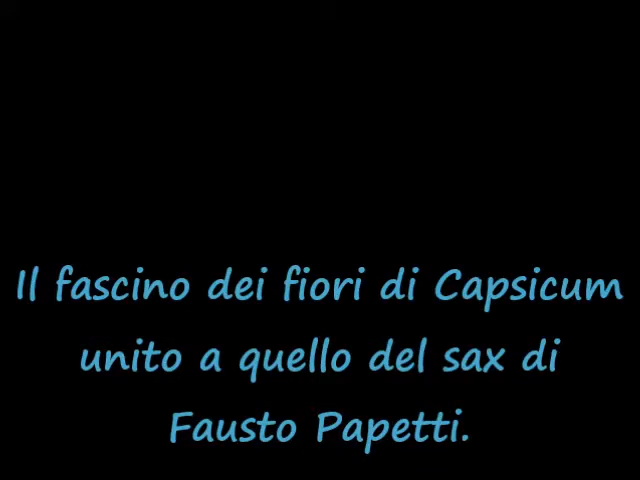 Il fascino dei fiori di Capsicum
unito a quello del sax di
Fausto Papetti.